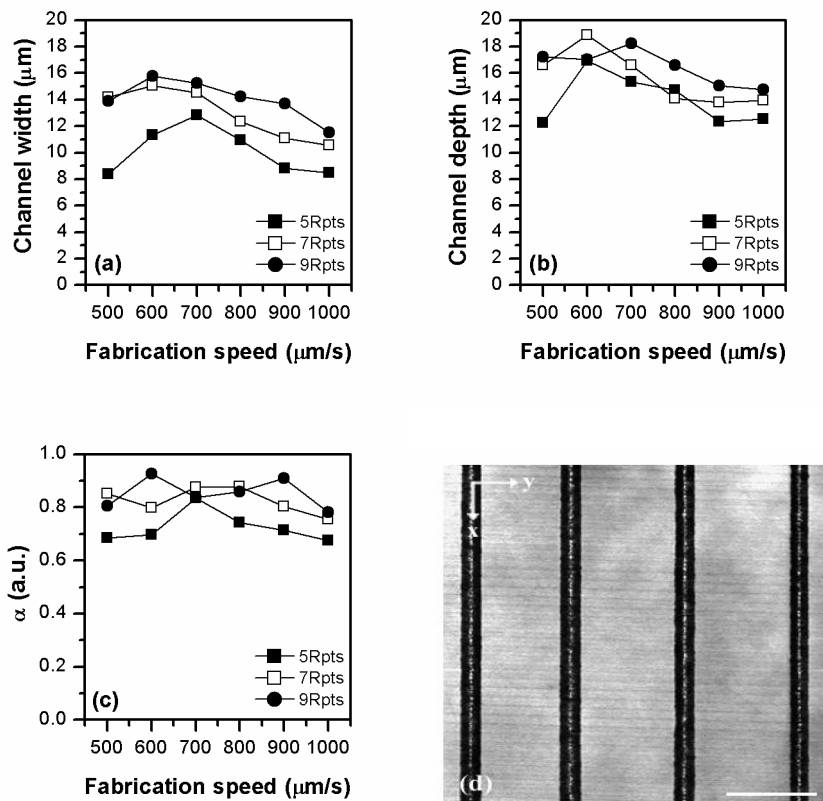 20
18
16
14
12
10
8
6
4
2
0
Channel width (μm)
(a)
5Rpts
7Rpts
9Rpts
500 600 700 800 900 1000
Fabrication speed (μm/s)
20
18
16
14
12
10
8
6
4
2
0
Channel depth (μm)
(b)
5Rpts
7Rpts
9Rpts
500 600 700 800 900 1000
Fabrication speed (μm/s)
1.0
0.8
0.6
0.4
0.2
0.0
α (a.u.)
(c)
5Rpts
7Rpts
9Rpts
500 600 700 800 900 1000
Fabrication speed (μm/s)
y
x
(d)